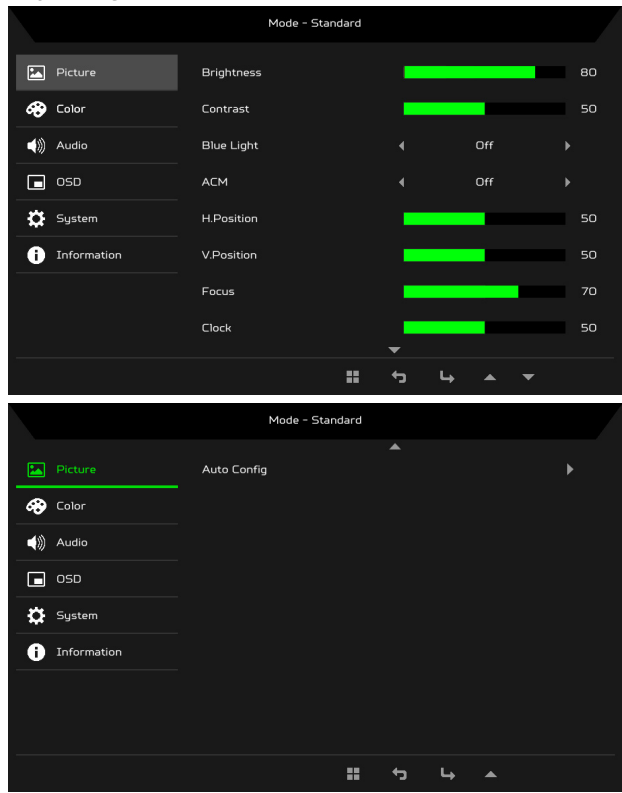 Mode - Standard
Picture Brightness 80
Color Contrast 50
Audio Blue Light Off
OSD ACM Off
System H.Position 50
Information V.Position 50
Focus 70
Clock 50
Mode - Standard
Picture Auto Config
Color
Audio
OSD
System
Information